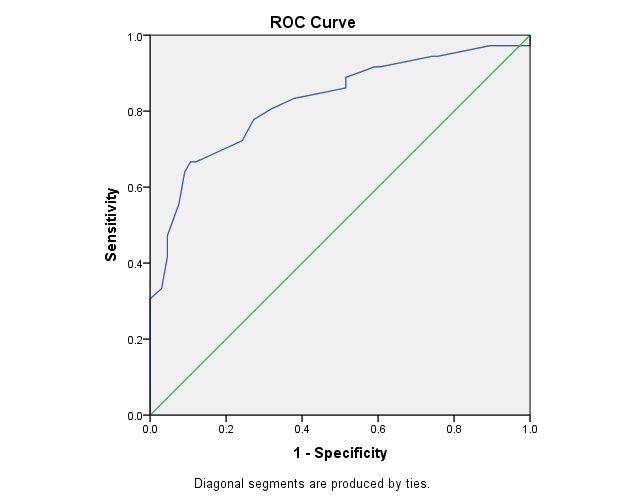 ROC Curve
1.0
0.8
0.6
0.4
0.2
0.0
Sensitivity
0.0 0.2 0.4 0.6 0.8 1.0
1 - Specificity
Diagonal segments are produced by ties.